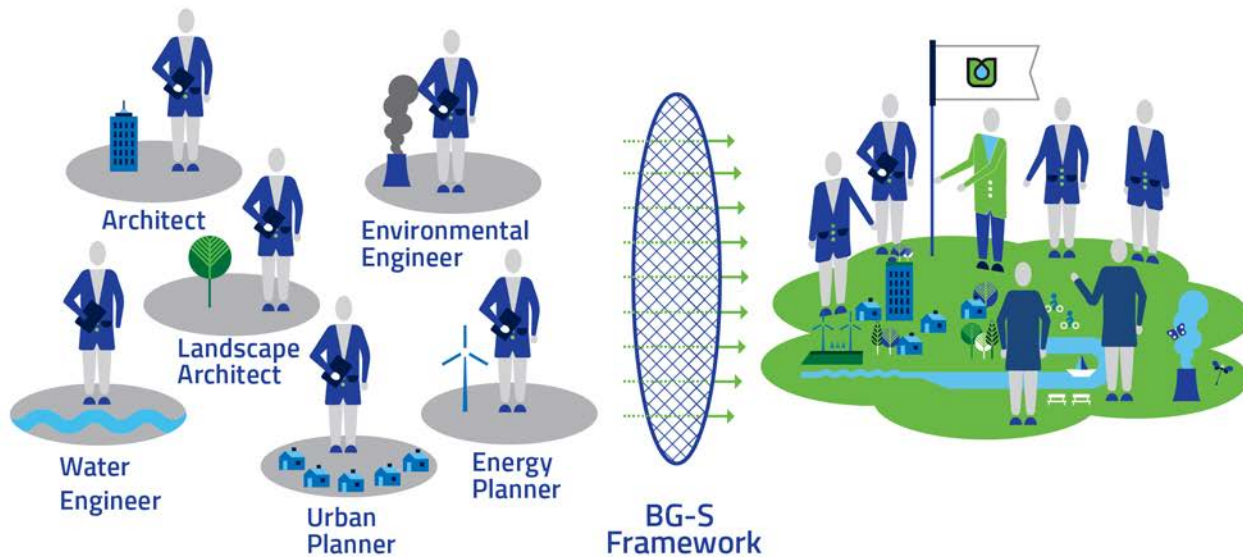 Architect
Environmental
Engineer
Landscape
Architect
Water
Engineer
Urban
Planner
Energy
Planner
BG-S
Framework